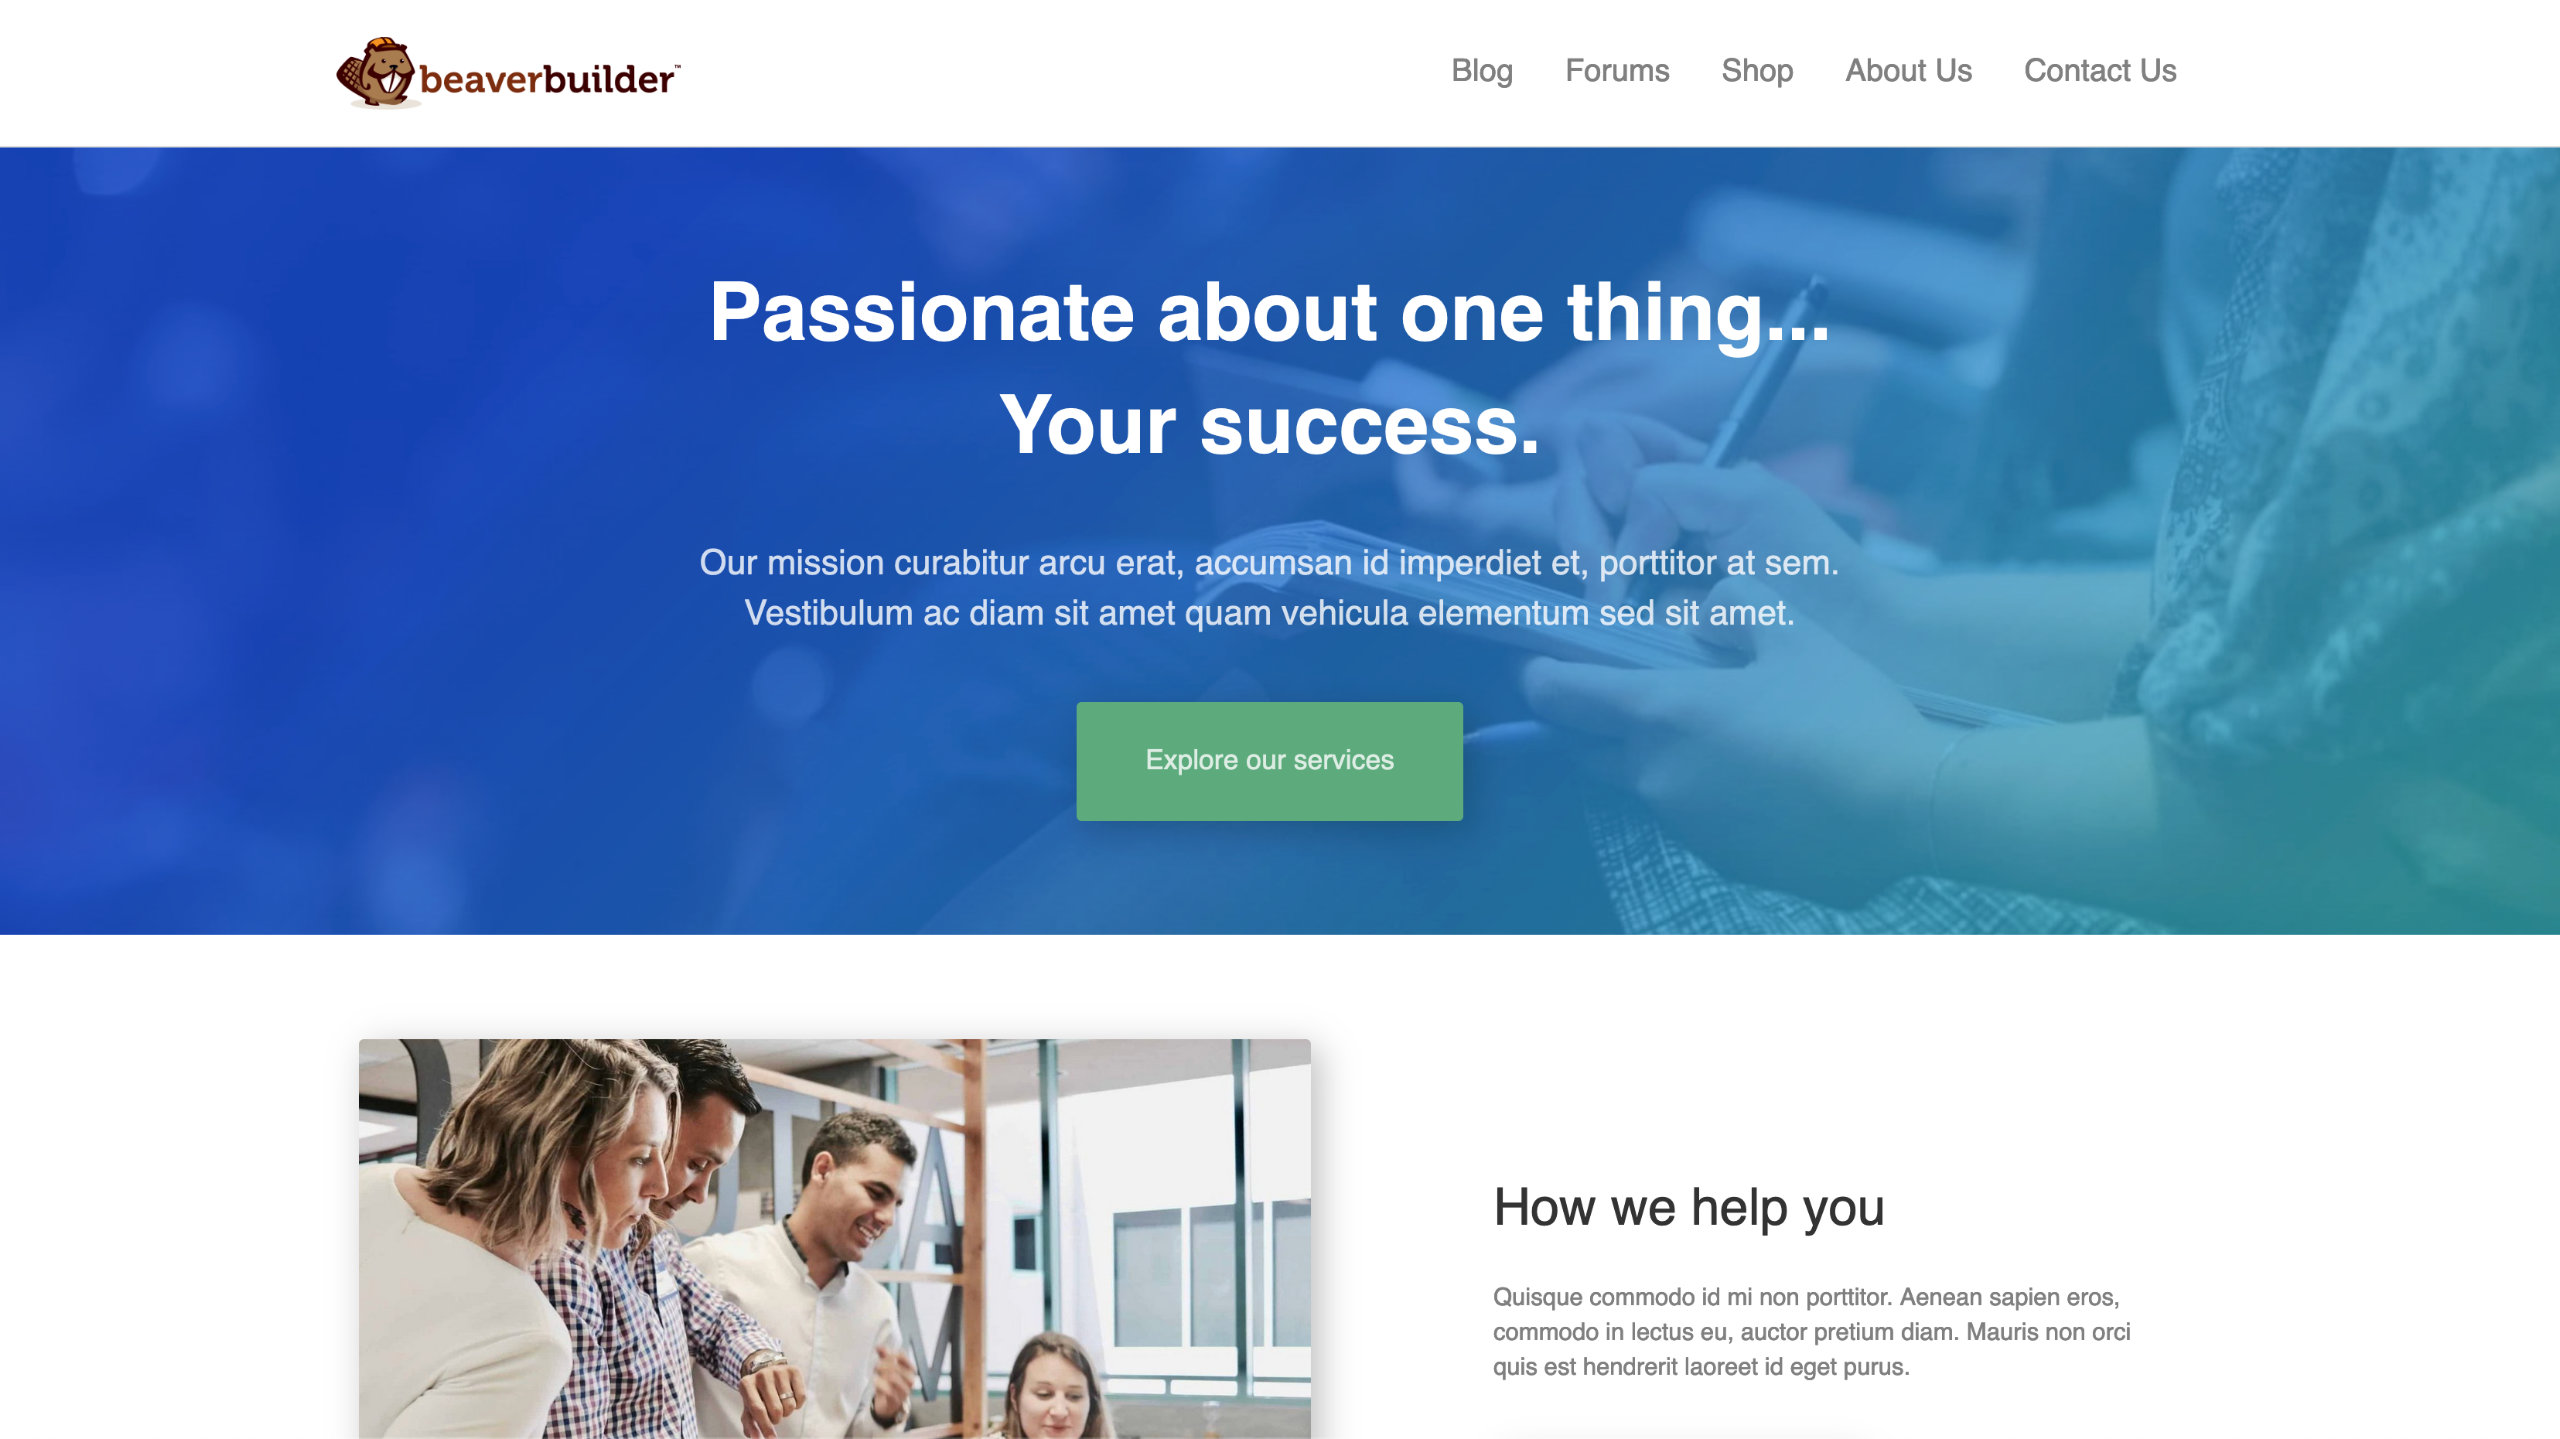 beaverbuilder™
Blog
Forums
Shop
About Us
Contact Us
Passionate about one thing...
Your success.
Our mission curabitur arcu erat, accumsan id imperdiet et, porttitor at sem.
Vestibulum ac diam sit amet quam vehicula elementum sed sit amet.
Explore our services
How we help you
Quisque commodo id mi non porttitor. Aenean sapien eros,
commodo in lectus eu, auctor pretium diam. Mauris non orci
quis est hendrerit laoreet id eget purus.